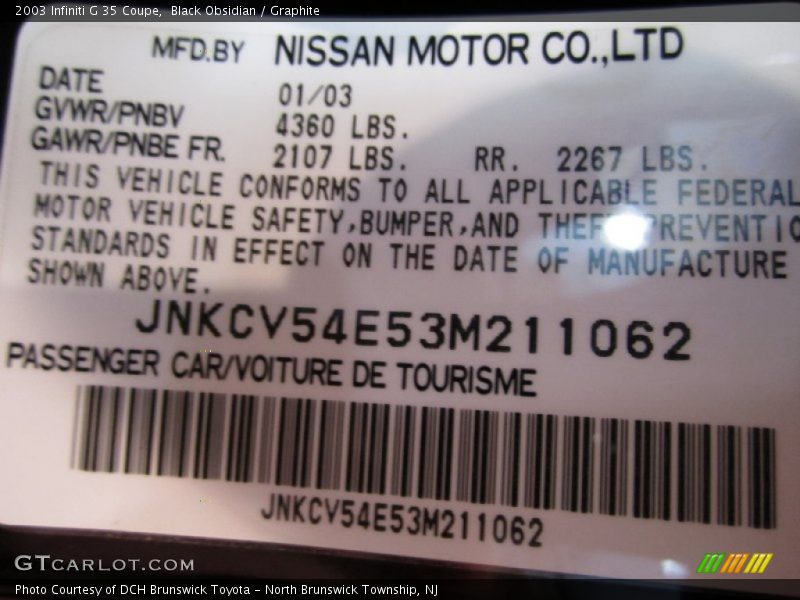 2003 Infiniti G 35 Coupe, Black Obsidian / Graphite
MFD.BY NISSAN MOTOR CO.,LTD
DATE 01/03
GVWR/PNBV 4360 LBS.
GAWR/PNBE FR. 2107 LBS. RR. 2267 LBS.
THIS VEHICLE CONFORMS TO ALL APPLICABLE FEDERAL
MOTOR VEHICLE SAFETY,BUMPER,AND THEFT PREVENTIO
STANDARDS IN EFFECT ON THE DATE OF MANUFACTURE
SHOWN ABOVE.
JNKCV54E53M211062
PASSENGER CAR/VOITURE DE TOURISME
JNKCV54E53M211062
GTCARLOT.COM
Photo Courtesy of DCH Brunswick Toyota - North Brunswick Township, NJ